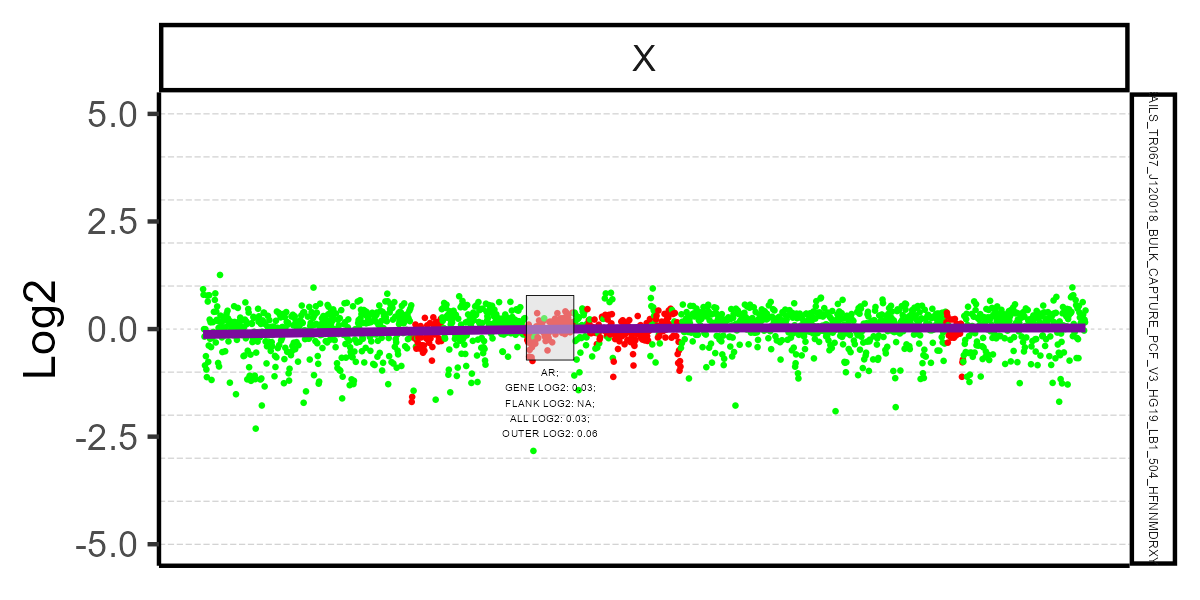 X
Log2
5.0
2.5
0.0
-2.5
-5.0
AR;
GENE LOG2: 0.03;
FLANK LOG2: NA;
ALL LOG2: 0.03;
OUTER LOG2: 0.06
AILS_TR067_J120018_BULK_CAPTURE_PCF_V3_HG19_LB1_504_HFNNMDRXY